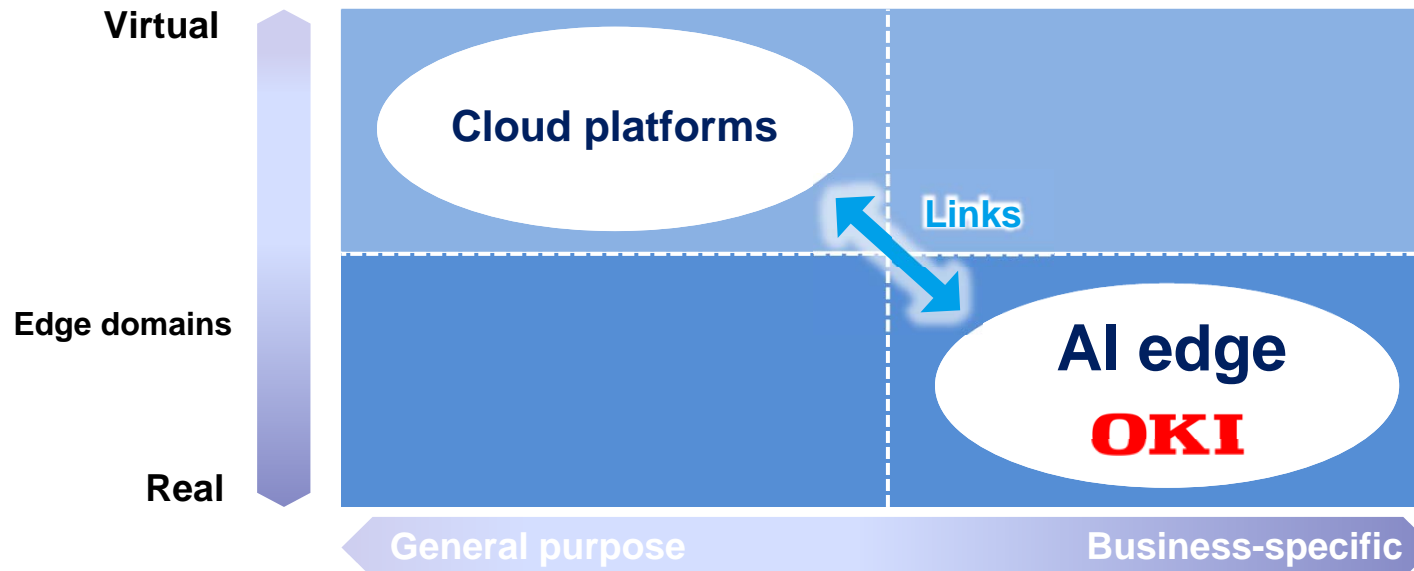 Virtual
Cloud platforms
Links
Edge domains
AI edge
OKI
Real
General purpose
Business-specific